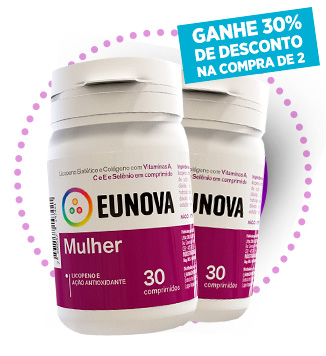 GANHE 30%
DE DESCONTO
NA COMPRA DE 2
Licopeno Sintético e Colágeno com Vitaminas A,
C e E e Selênio em comprimido
EUNOVA
Mulher
LICOPENO E
AÇÃO ANTIOXIDANTE
30
comprimidos
EUNOVA
30
comprimidos